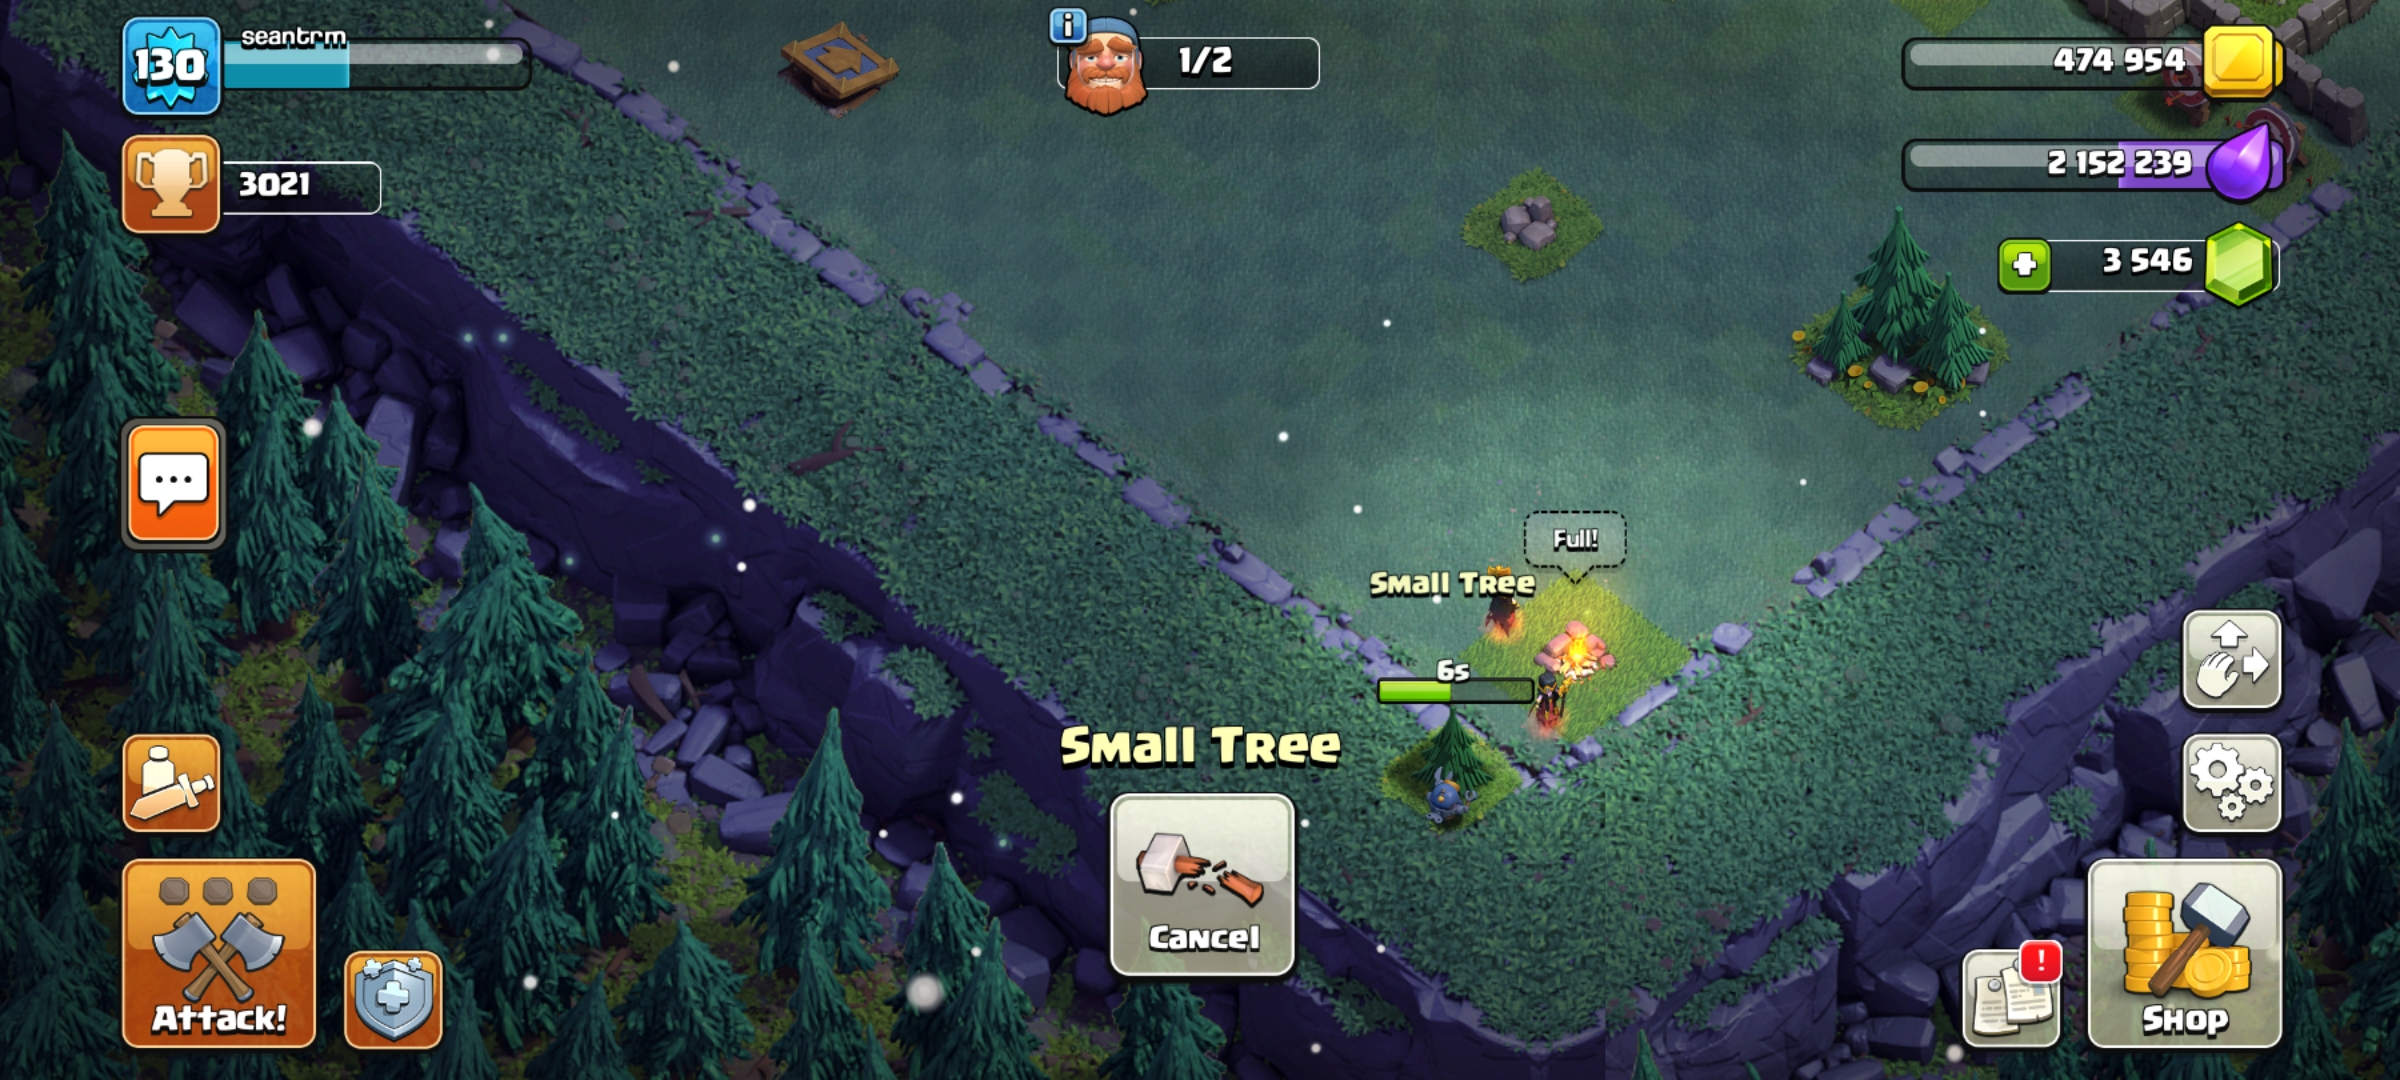 130
seantrm
1/2
474 954
3021
2 152 239
3 546
Full!
Small Tree
6s
Small Tree
Cancel
Attack!
!
Shop